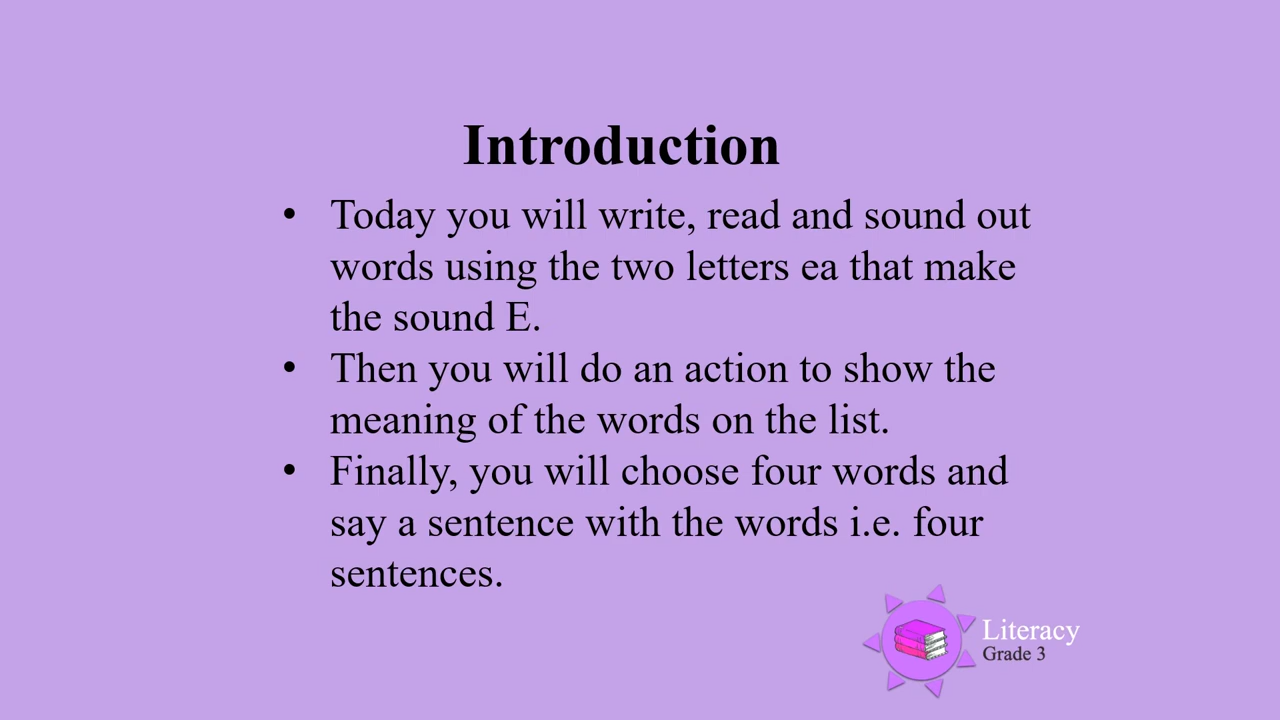 Introduction
• Today you will write, read and sound out
words using the two letters ea that make
the sound E.
• Then you will do an action to show the
meaning of the words on the list.
• Finally, you will choose four words and
say a sentence with the words i.e. four
sentences.
Literacy
Grade 3